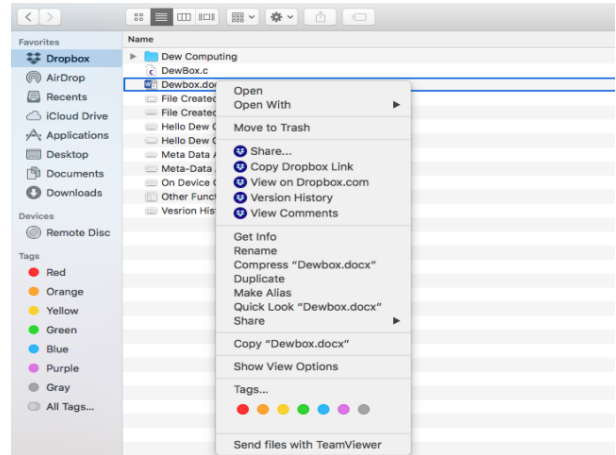 Favorites
Dropbox
AirDrop
Recents
iCloud Drive
Applications
Desktop
Documents
Downloads
Devices
Remote Disc
Tags
Red
Orange
Yellow
Green
Blue
Purple
Gray
All Tags...
Name
Dew Computing
DewBox.c
Dewbox.do
File Created
File Created
Hello Dew
Hello Dew
Meta Data
Meta-Data
On Device
Other Funct
Vesrion His
Open
Open With
Move to Trash
Share...
Copy Dropbox Link
View on Dropbox.com
Version History
View Comments
Get Info
Rename
Compress “Dewbox.docx”
Duplicate
Make Alias
Quick Look “Dewbox.docx”
Share
Copy “Dewbox.docx”
Show View Options
Tags...
Send files with TeamViewer